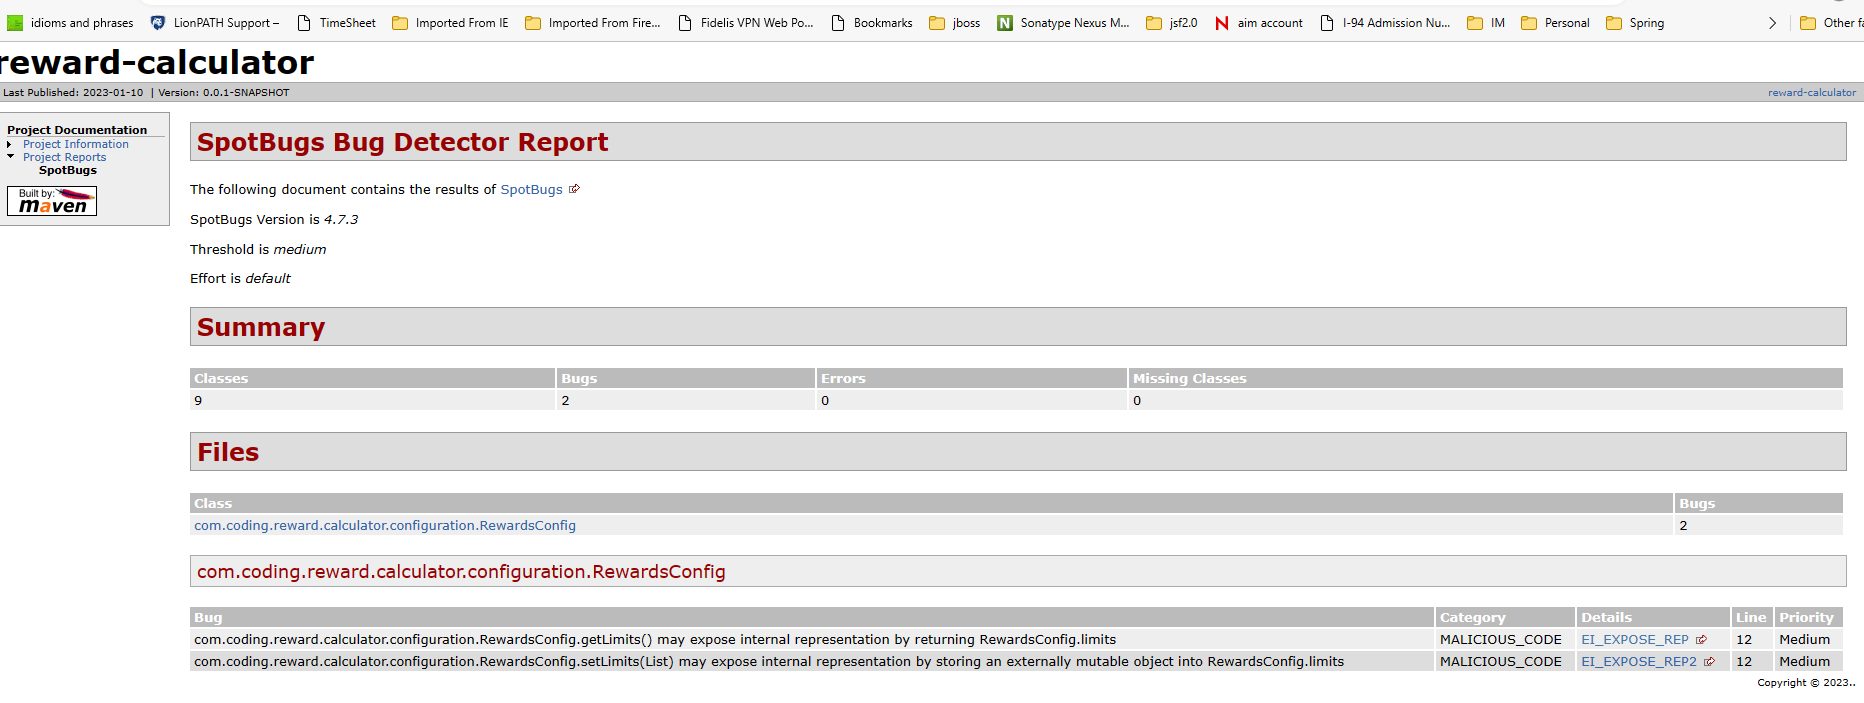 idioms and phrases LionPATH Support – TimeSheet Imported From IE Imported From Fire... Fidelis VPN Web Po... Bookmarks jboss Sonatype Nexus M... jsf2.0 aim account I-94 Admission Nu... IM Personal Spring Other fa
reward-calculator
Last Published: 2023-01-10 | Version: 0.0.1-SNAPSHOT reward-calculator
Project Documentation
Project Information
Project Reports
SpotBugs
Built by:
maven
SpotBugs Bug Detector Report
The following document contains the results of SpotBugs
SpotBugs Version is 4.7.3
Threshold is medium
Effort is default
Summary
Classes Bugs Errors Missing Classes
9 2 0 0
Files
Class Bugs
com.coding.reward.calculator.configuration.RewardsConfig 2
com.coding.reward.calculator.configuration.RewardsConfig
Bug Category Details Line Priority
com.coding.reward.calculator.configuration.RewardsConfig.getLimits() may expose internal representation by returning RewardsConfig.limits MALICIOUS_CODE EI_EXPOSE_REP 12 Medium
com.coding.reward.calculator.configuration.RewardsConfig.setLimits(List) may expose internal representation by storing an externally mutable object into RewardsConfig.limits MALICIOUS_CODE EI_EXPOSE_REP2 12 Medium
Copyright © 2023..